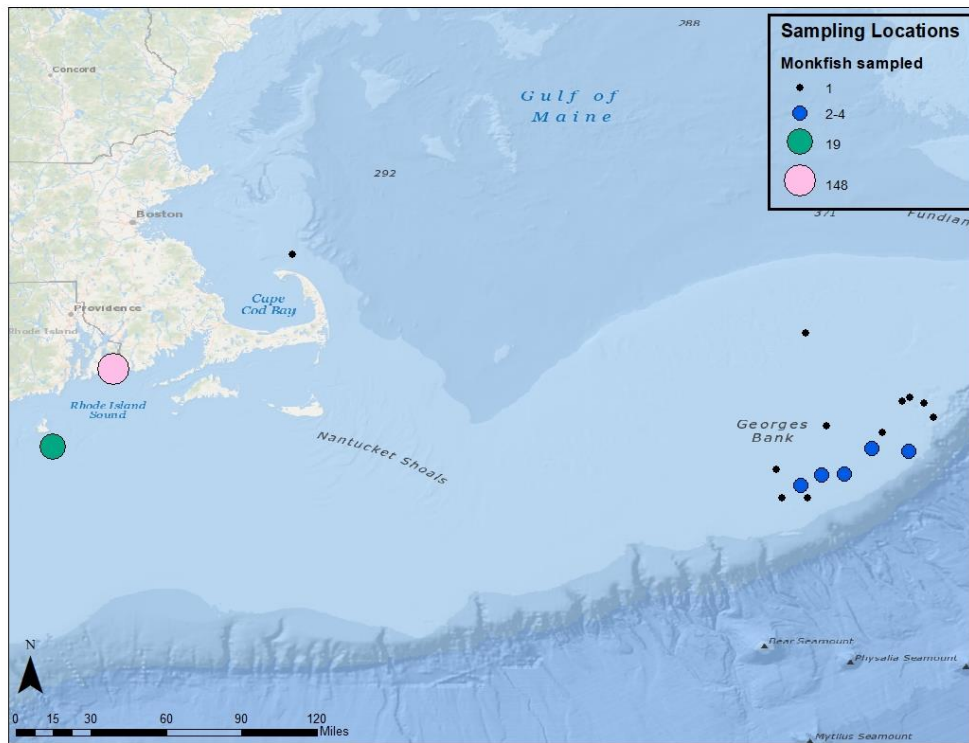 288
Sampling Locations
Monkfish sampled
1
2-4
19
148
Concord
Gulf of
Maine
292
371
Fundian
Boston
Cape
Cod Bay
Providence
Rhode Island
Rhode Island
Sound
Nantucket Shoals
Georges
Bank
N
Bear Seamount
Physalia Seamount
Mytilus Seamount
0 15 30 60 90 120
Miles